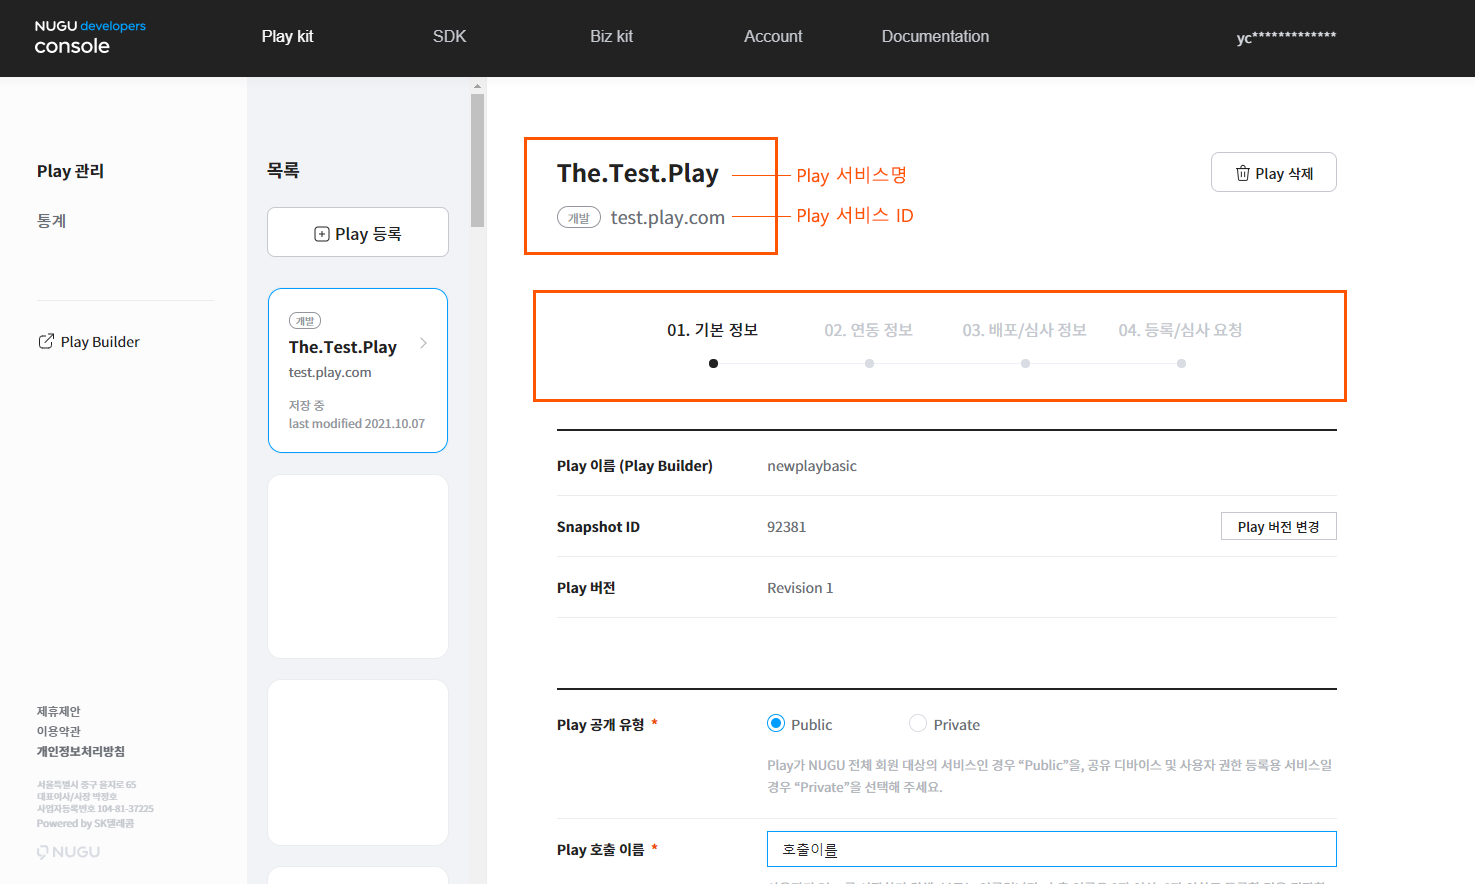 NUGU developers
console
Play kit
SDK
Biz kit
Account
Documentation
yc*************
Play 관리
통계
Play Builder
제휴제안
이용약관
개인정보처리방침
서울특별시 중구 을지로 65
대표이사/사장 박정호
사업자등록번호 104-81-37225
Powered by SK텔레콤
NUGU
목록
Play 등록
개발
The.Test.Play
test.play.com
저장 중
last modified 2021.10.07
The.Test.Play
Play 서비스명
개발 test.play.com
Play 서비스 ID
Play 삭제
01. 기본 정보
02. 연동 정보
03. 배포/심사 정보
04. 등록/심사 요청
Play 이름 (Play Builder)
newplaybasic
Snapshot ID
92381
Play 버전 변경
Play 버전
Revision 1
Play 공개 유형 *
Public
Private
Play가 NUGU 전체 회원 대상의 서비스인 경우 “Public”을, 공유 디바이스 및 사용자 권한 등록용 서비스일
경우 “Private”을 선택해 주세요.
Play 호출 이름 *
호출이름